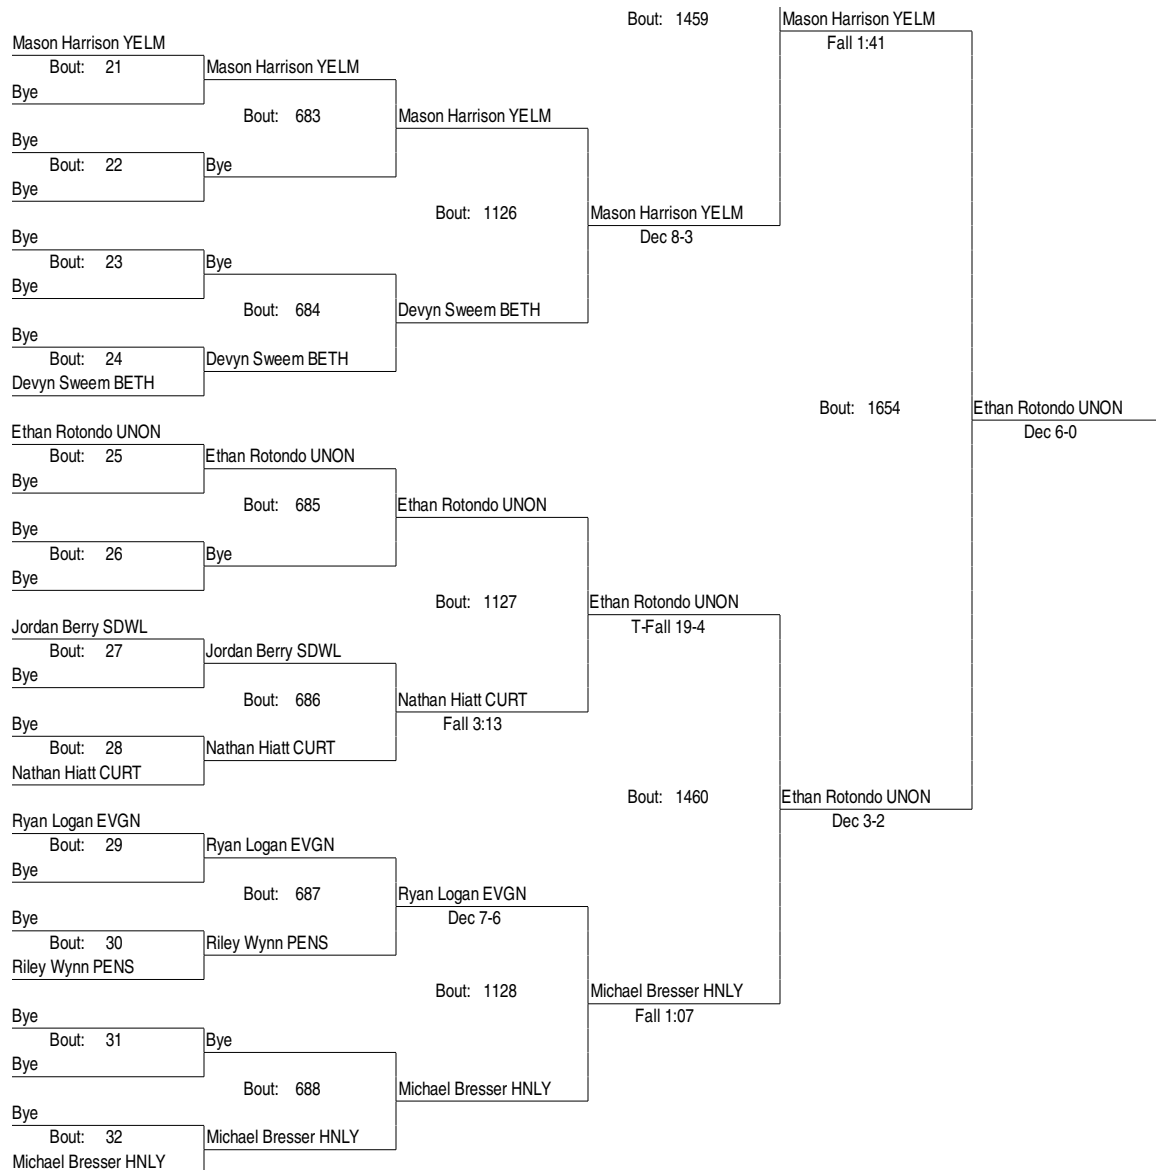 Bout: 1459
Mason Harrison YELM
Fall 1:41
Mason Harrison YELM
Bout: 21
Mason Harrison YELM
Bye
Bout: 683
Mason Harrison YELM
Bye
Bout: 22
Bye
Bye
Bout: 1126
Mason Harrison YELM
Dec 8-3
Bye
Bout: 23
Bye
Bye
Bout: 684
Devyn Sweem BETH
Bye
Bout: 24
Devyn Sweem BETH
Devyn Sweem BETH
Bout: 1654
Ethan Rotondo UNON
Dec 6-0
Ethan Rotondo UNON
Bout: 25
Ethan Rotondo UNON
Bye
Bout: 685
Ethan Rotondo UNON
Bye
Bout: 26
Bye
Bye
Bout: 1127
Ethan Rotondo UNON
T-Fall 19-4
Jordan Berry SDWL
Bout: 27
Jordan Berry SDWL
Bye
Bout: 686
Nathan Hiatt CURT
Fall 3:13
Bye
Bout: 28
Nathan Hiatt CURT
Nathan Hiatt CURT
Bout: 1460
Ethan Rotondo UNON
Dec 3-2
Ryan Logan EVGN
Bout: 29
Ryan Logan EVGN
Bye
Bout: 687
Ryan Logan EVGN
Dec 7-6
Bye
Bout: 30
Riley Wynn PENS
Riley Wynn PENS
Bout: 1128
Michael Bresser HNLY
Fall 1:07
Bye
Bout: 31
Bye
Bye
Bout: 688
Michael Bresser HNLY
Bye
Bout: 32
Michael Bresser HNLY
Michael Bresser HNLY